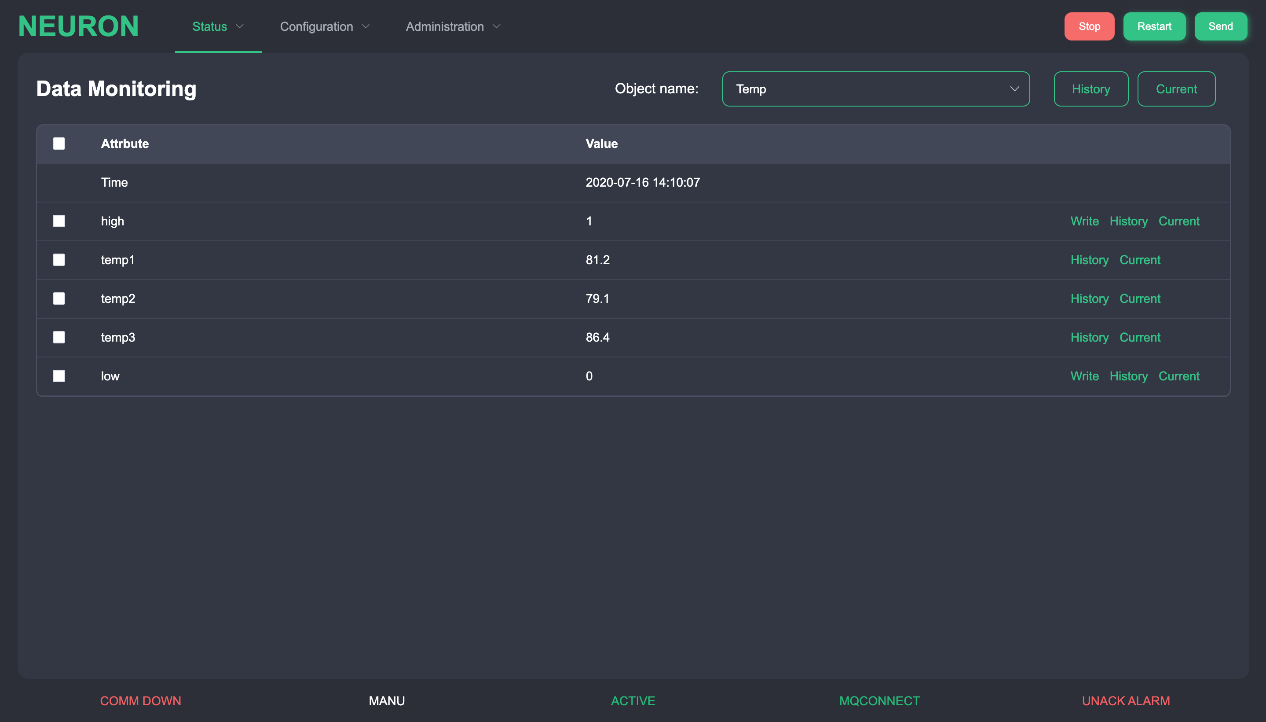 NEURON Status Configuration Administration Stop Restart Send
Data Monitoring Object name: Temp History Current
Attrbute Value
Time 2020-07-16 14:10:07
high 1 Write History Current
temp1 81.2 History Current
temp2 79.1 History Current
temp3 86.4 History Current
low 0 Write History Current
COMM DOWN MANU ACTIVE MQCONNECT UNACK ALARM